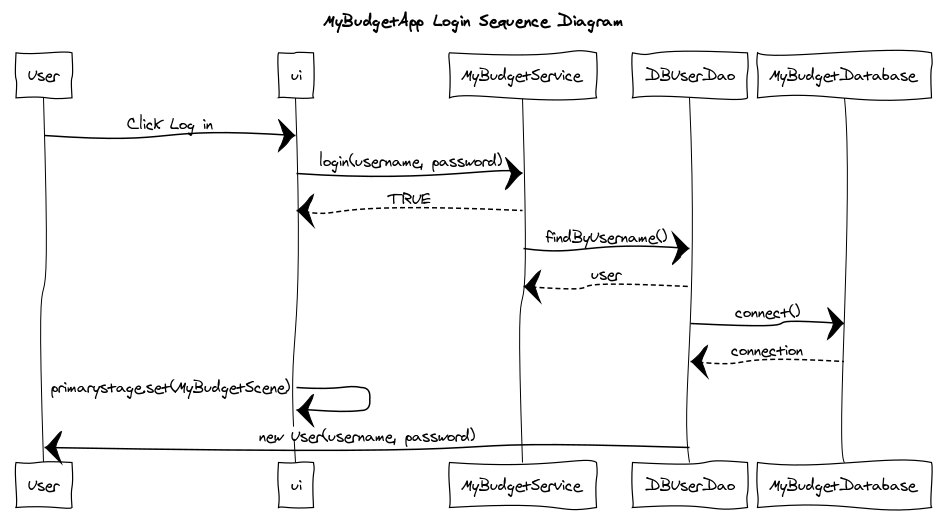 MyBudgetApp Login Sequence Diagram
User ui MyBudgetService DBUserDao MyBudgetDatabase
Click Log in
login(username, password)
TRUE
findByUsername()
user
connect()
connection
primarystage.set(MyBudgetScene)
new User(username, password)
User ui MyBudgetService DBUserDao MyBudgetDatabase